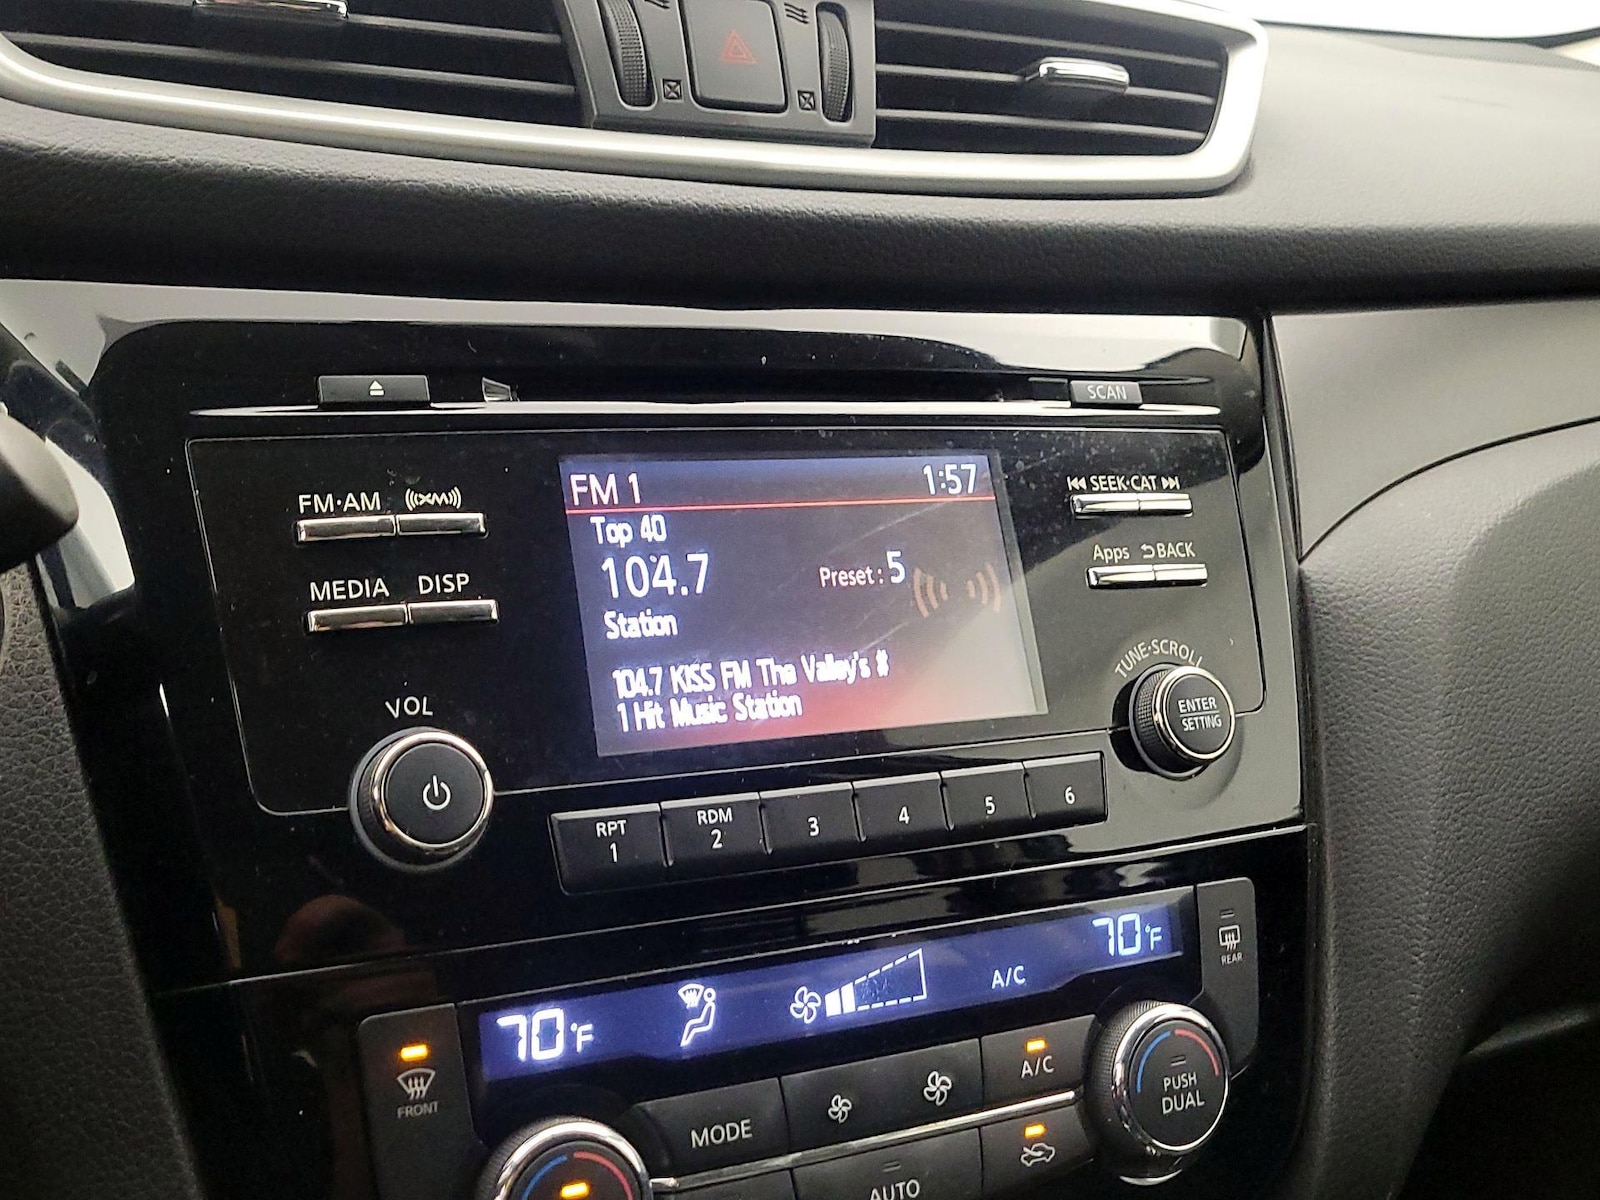 SCAN
FM·AM
XM
FM 1
1:57
SEEK·CAT
Top 40
104.7
Preset: 5
Apps
BACK
MEDIA
DISP
Station
104.7 KISS FM The Valley's #
1 Hit Music Station
TUNE·SCROLL
ENTER
SETTING
VOL
RPT
1
RDM
2
3
4
5
6
70°F
A/C
70°F
REAR
FRONT
MODE
A/C
PUSH
DUAL
AUTO